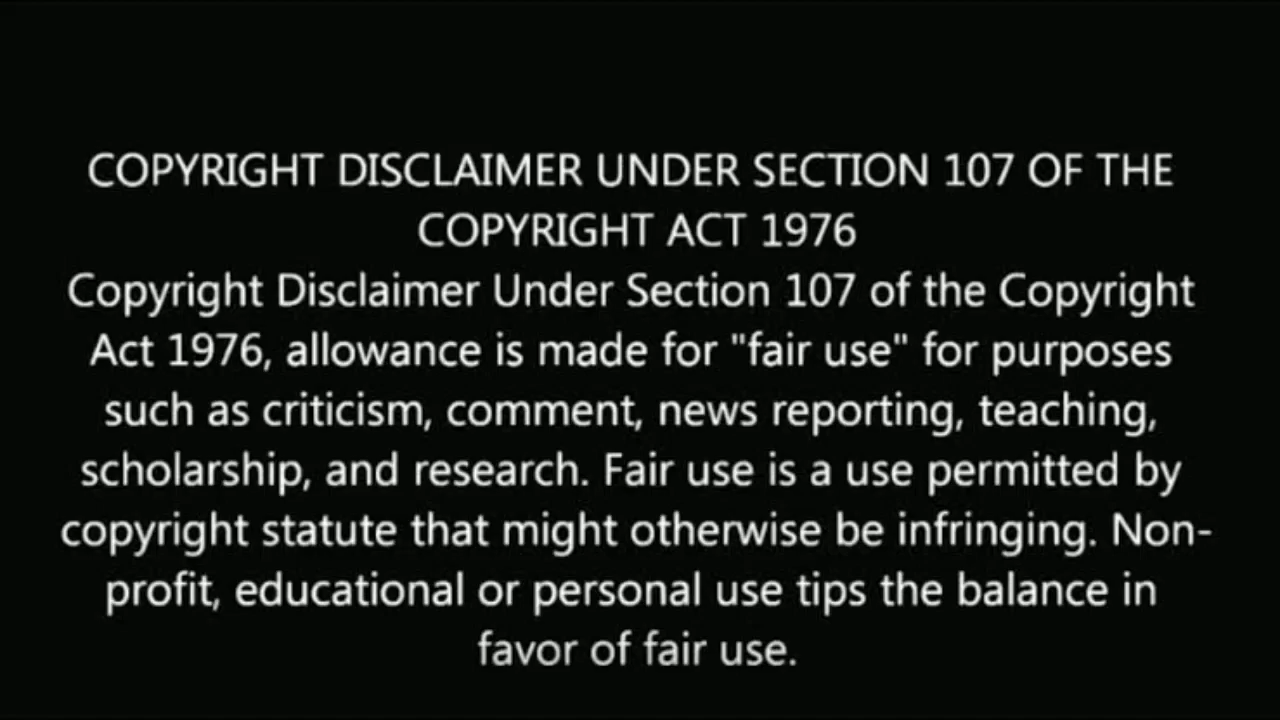 COPYRIGHT DISCLAIMER UNDER SECTION 107 OF THE
COPYRIGHT ACT 1976
Copyright Disclaimer Under Section 107 of the Copyright
Act 1976, allowance is made for "fair use" for purposes
such as criticism, comment, news reporting, teaching,
scholarship, and research. Fair use is a use permitted by
copyright statute that might otherwise be infringing. Non-
profit, educational or personal use tips the balance in
favor of fair use.